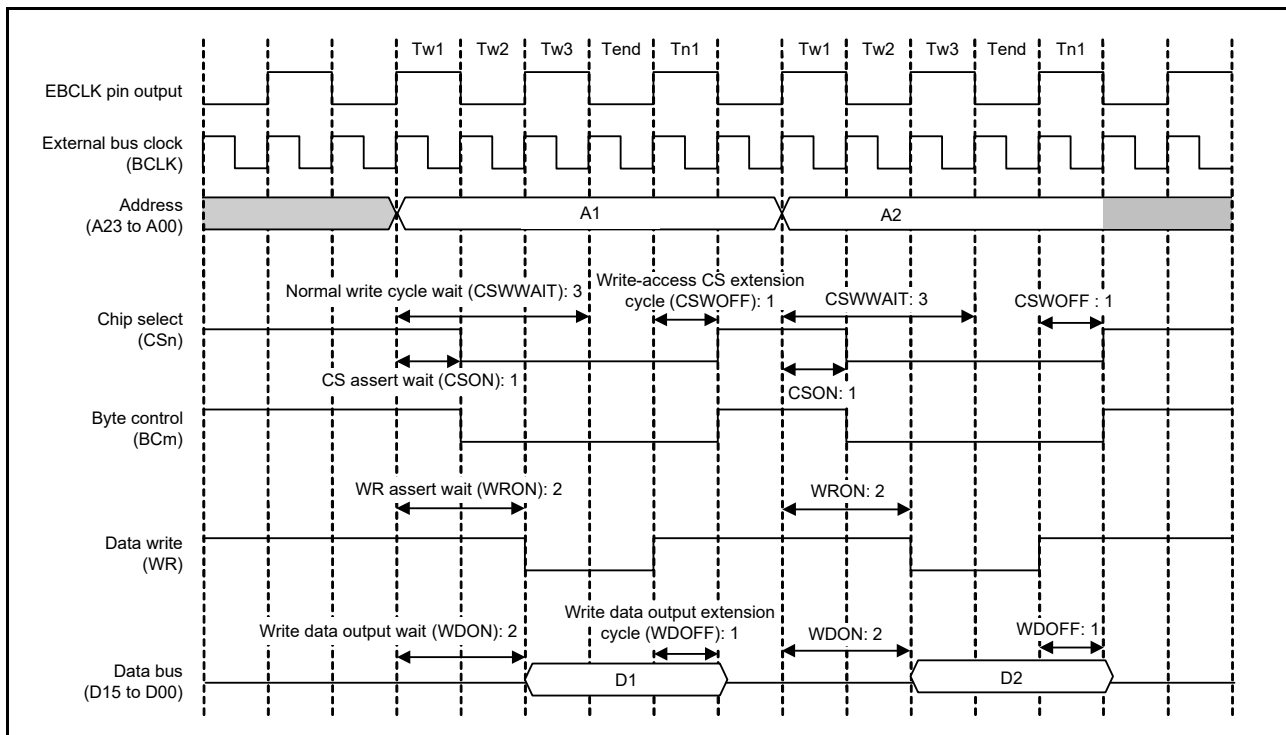 Tw1 Tw2 Tw3 Tend Tn1 Tw1 Tw2 Tw3 Tend Tn1
EBCLK pin output
External bus clock
(BCLK)
Address
(A23 to A00)
A1 A2
Normal write cycle wait (CSWWAIT): 3
Write-access CS extension
cycle (CSWOFF): 1
CSWWAIT: 3
CSWOFF : 1
Chip select
(CSn)
CS assert wait (CSON): 1
CSON: 1
Byte control
(BCm)
WR assert wait (WRON): 2
WRON: 2
Data write
(WR)
Write data output wait (WDON): 2
Write data output extension
cycle (WDOFF): 1
WDON: 2
WDOFF: 1
Data bus
(D15 to D00)
D1 D2